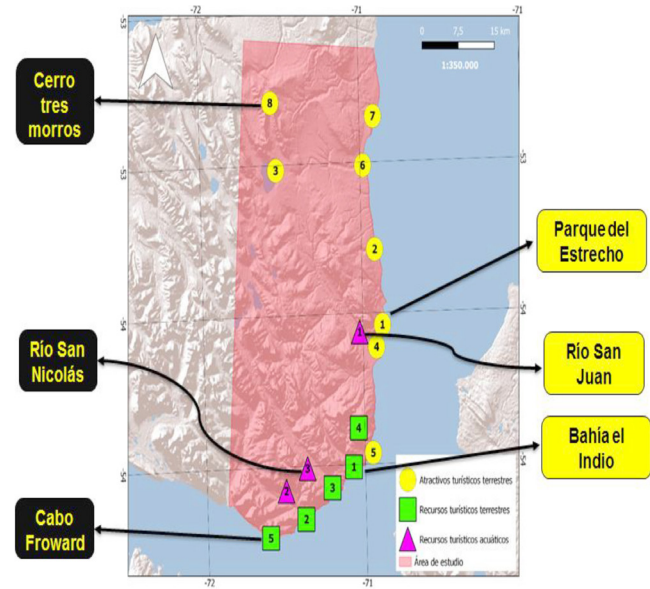 -72
-71
-53
-53
0
7,5
15 km
1:350.000
Cerro
tres
morros
8
7
3
6
-53
-53
2
Parque del
Estrecho
1
1
4
-54
-54
Río San
Nicolás
Río San
Juan
4
5
1
3
2
3
2
5
-54
-54
Bahía el
Indio
Cabo
Froward
Atractivos turísticos terrestres
Recursos turísticos terrestres
Recursos turísticos acuáticos
Área de estudio
-72
-71